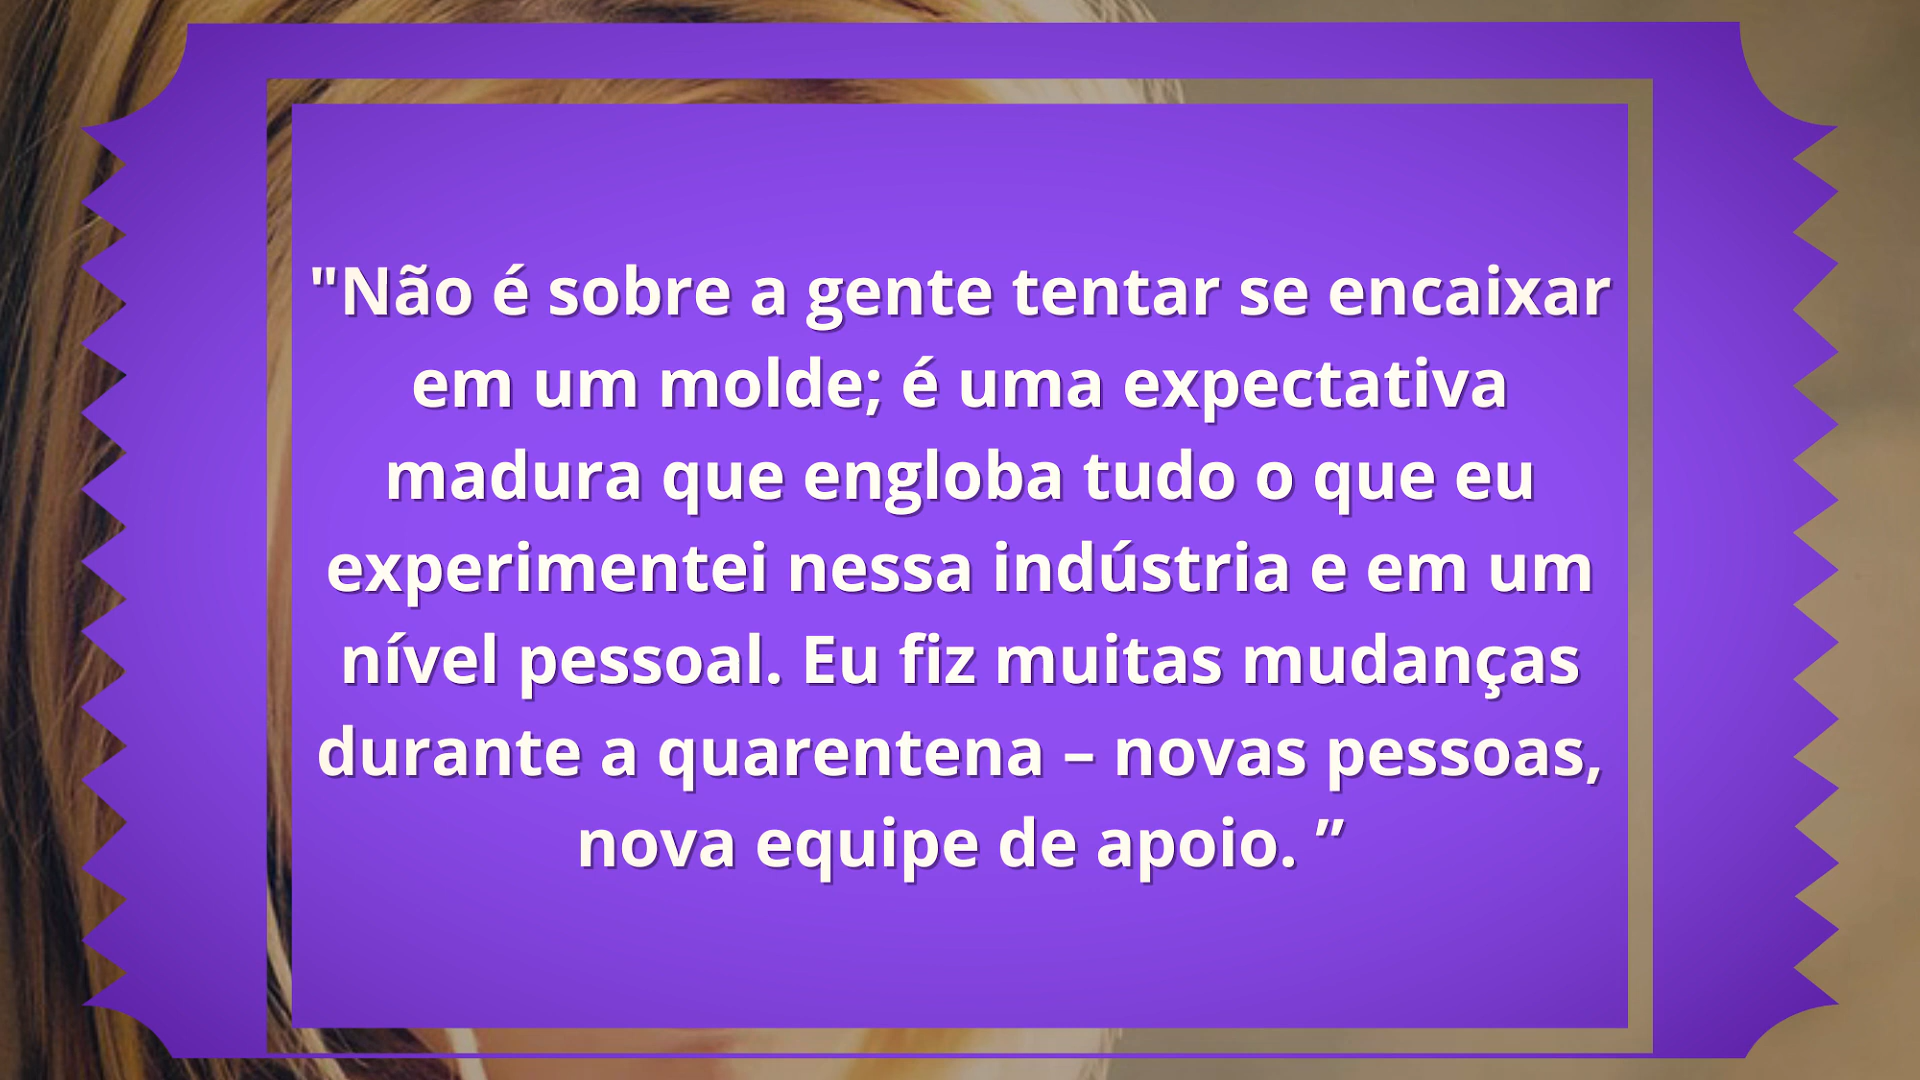 "Não é sobre a gente tentar se encaixar
em um molde; é uma expectativa
madura que engloba tudo o que eu
experimentei nessa indústria e em um
nível pessoal. Eu fiz muitas mudanças
durante a quarentena – novas pessoas,
nova equipe de apoio. ”